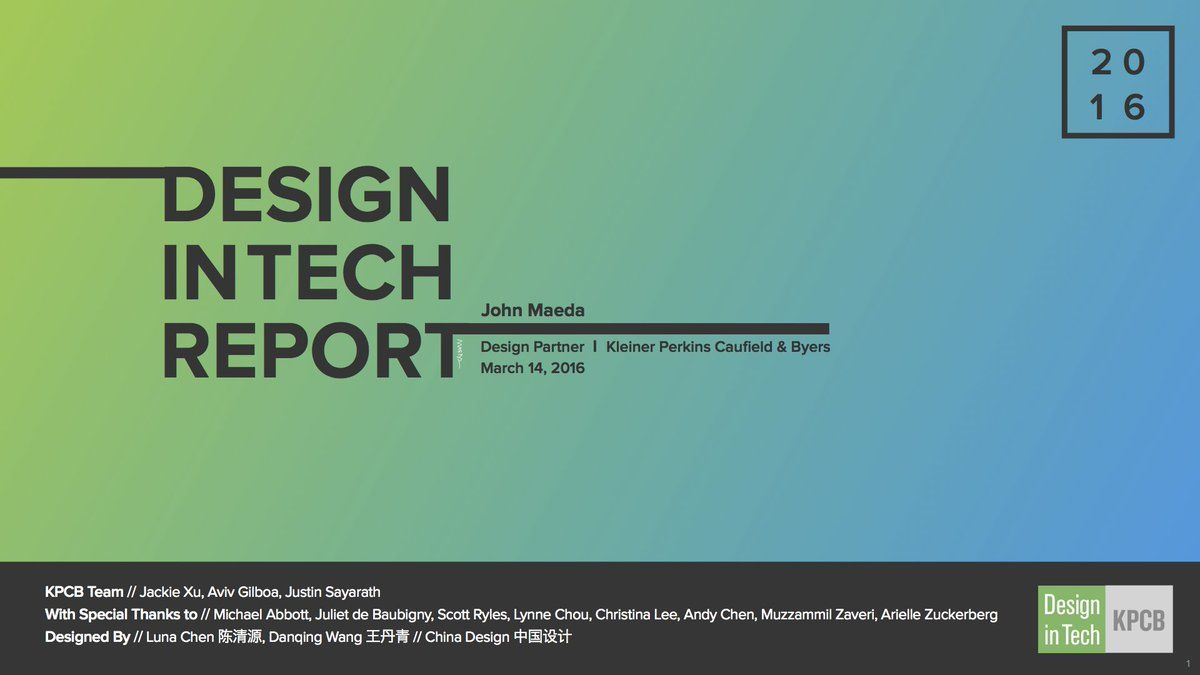 20
16
DESIGN
IN TECH
REPORT
John Maeda
Design Partner | Kleiner Perkins Caufield & Byers
March 14, 2016
KPCB Team // Jackie Xu, Aviv Gilboa, Justin Sayarath
With Special Thanks to // Michael Abbott, Juliet de Baubigny, Scott Ryles, Lynne Chou, Christina Lee, Andy Chen, Muzzammil Zaveri, Arielle Zuckerberg
Designed By // Luna Chen 陈清源, Danqing Wang 王丹青 // China Design 中国设计
Design
in Tech
KPCB
1